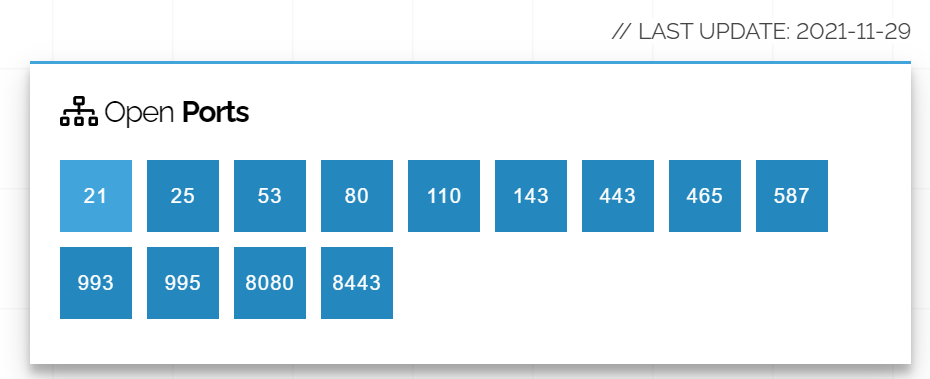 // LAST UPDATE: 2021-11-29
Open Ports
21 25 53 80 110 143 443 465 587
993 995 8080 8443